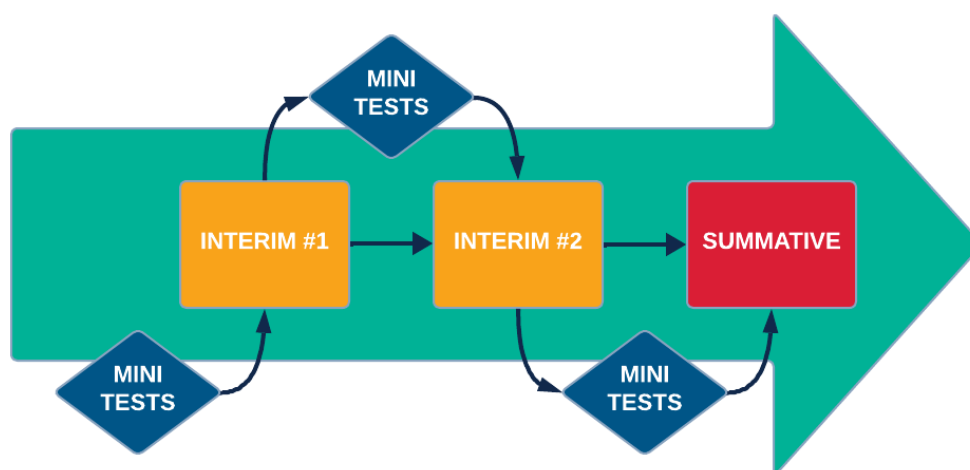 MINI
TESTS
INTERIM #1
INTERIM #2
SUMMATIVE
MINI
TESTS
MINI
TESTS